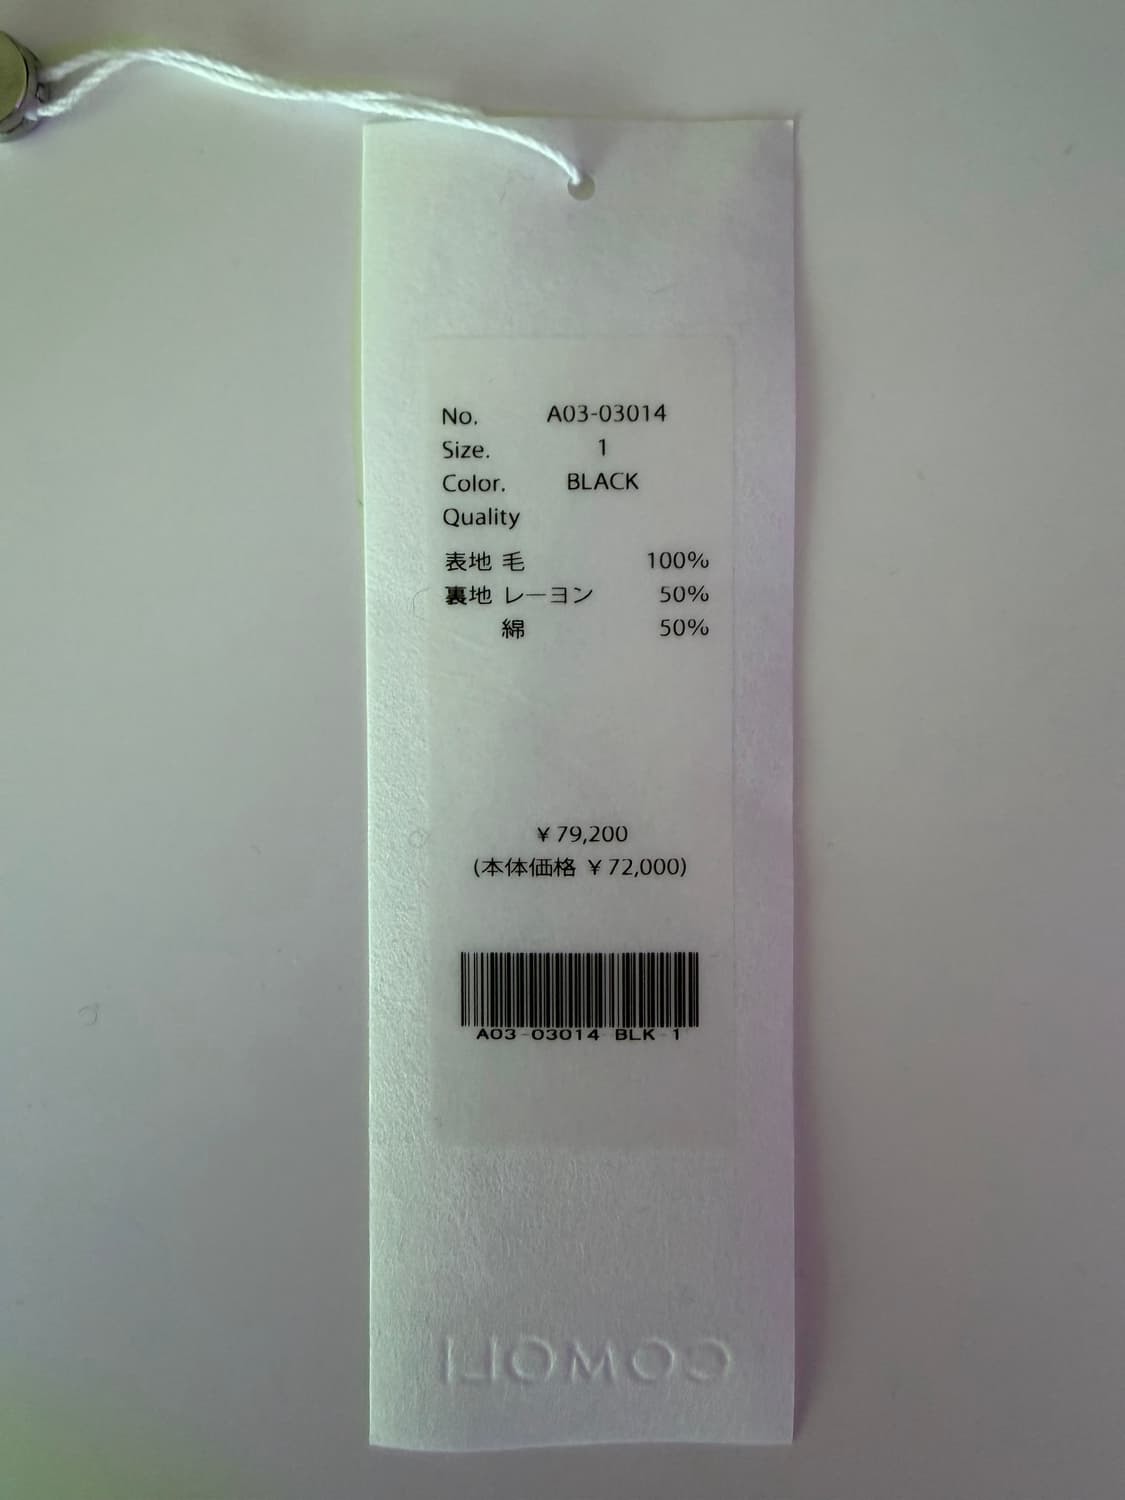 No. A03-03014
Size. 1
Color. BLACK
Quality
表地 毛 100%
裏地 レーヨン 50%
綿 50%
¥ 79,200
(本体価格 ¥ 72,000)
A03-03014 BLK-1
COMOLI